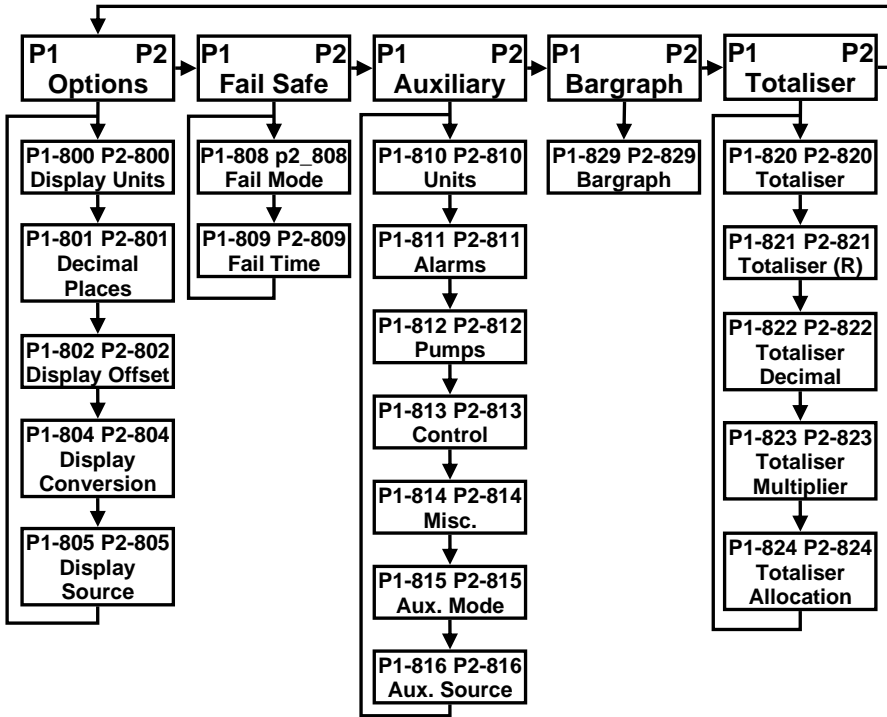 P1 P2
Options
P1 P2
Fail Safe
P1 P2
Auxiliary
P1 P2
Bargraph
P1 P2
Totaliser
P1-800 P2-800
Display Units
P1-801 P2-801
Decimal
Places
P1-802 P2-802
Display Offset
P1-804 P2-804
Display
Conversion
P1-805 P2-805
Display
Source
P1-808 p2_808
Fail Mode
P1-809 P2-809
Fail Time
P1-810 P2-810
Units
P1-811 P2-811
Alarms
P1-812 P2-812
Pumps
P1-813 P2-813
Control
P1-814 P2-814
Misc.
P1-815 P2-815
Aux. Mode
P1-816 P2-816
Aux. Source
P1-829 P2-829
Bargraph
P1-820 P2-820
Totaliser
P1-821 P2-821
Totaliser (R)
P1-822 P2-822
Totaliser
Decimal
P1-823 P2-823
Totaliser
Multiplier
P1-824 P2-824
Totaliser
Allocation